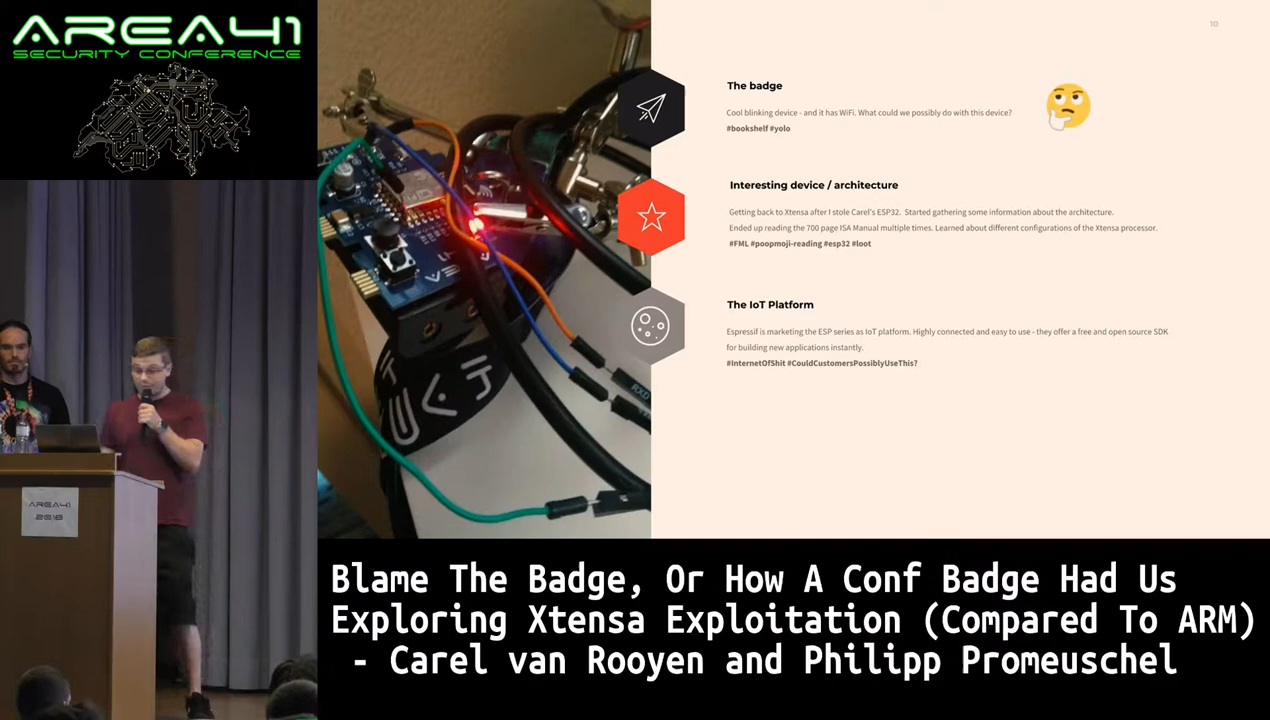 AREA41
SECURITY CONFERENCE
10
The badge
Cool blinking device - and it has WiFi. What could we possibly do with this device?
#bookshelf #yolo
Interesting device / architecture
Getting back to Xtensa after I stole Carel's ESP32. Started gathering some information about the architecture.
Ended up reading the 700 page ISA Manual multiple times. Learned about different configurations of the Xtensa processor.
#FML #poopmoji-reading #esp32 #loot
The IoT Platform
Espressif is marketing the ESP series as IoT platform. Highly connected and easy to use - they offer a free and open source SDK
for building new applications instantly.
#InternetOfShit #CouldCustomersPossiblyUseThis?
RXD
AREA41
2018
Blame The Badge, Or How A Conf Badge Had Us
Exploring Xtensa Exploitation (Compared To ARM)
- Carel van Rooyen and Philipp Promeuschel